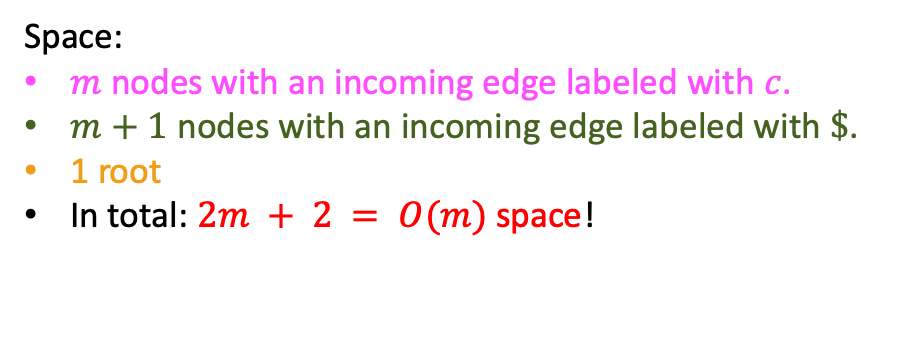 Space:
• m nodes with an incoming edge labeled with c.
• m + 1 nodes with an incoming edge labeled with $.
• 1 root
• In total: 2m + 2 = O(m) space!